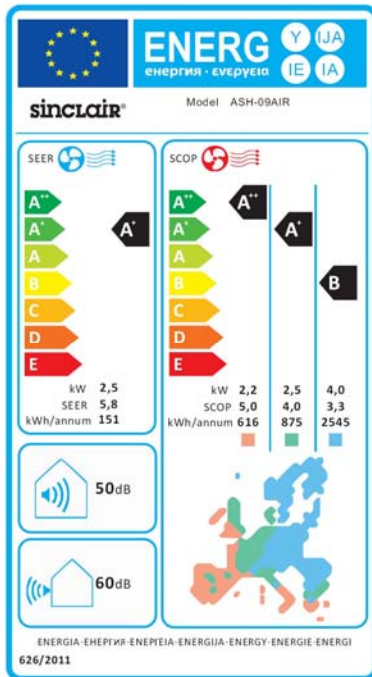 ENERG
енергия · ενεργεια
Y IJA
IE IA
sinclair®
Model ASH-09AIR
SEER
A++
A+
A
B
C
D
E
A+
kW 2,5
SEER 5,8
kWh/annum 151
SCOP
A++
A+
A
B
C
D
E
A++
A+
B
kW 2,2 2,5 4,0
SCOP 5,0 4,0 3,3
kWh/annum 616 875 2545
50dB
60dB
ENERGIA-ЕНЕРГИЯ-ΕΝΕΡΓΕΙΑ-ENERGIJA-ENERGY-ENERGIE-ENERGI
626/2011